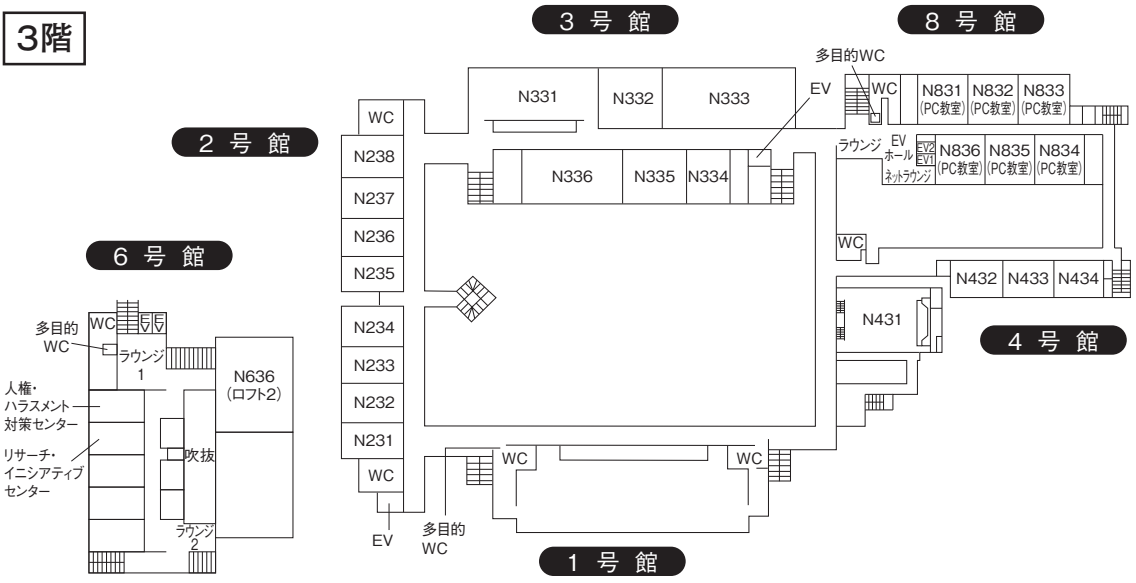 3階
3 号 館
8 号 館
2 号 館
6 号 館
4 号 館
1 号 館
N331
N332
N333
EV
N336
N335
N334
多目的WC
WC
N831
(PC教室)
N832
(PC教室)
N833
(PC教室)
ラウンジ
EV
ホール
EV2
EV1
ネットラウンジ
N836
(PC教室)
N835
(PC教室)
N834
(PC教室)
WC
N432
N433
N434
N431
WC
N238
N237
N236
N235
N234
N233
N232
N231
WC
EV
多目的
WC
WC
WC
WC
EV
EV
多目的
WC
ラウンジ
1
N636
(ロフト2)
人権・
ハラスメント
対策センター
リサーチ・
イニシアティブ
センター
吹抜
ラウンジ
2